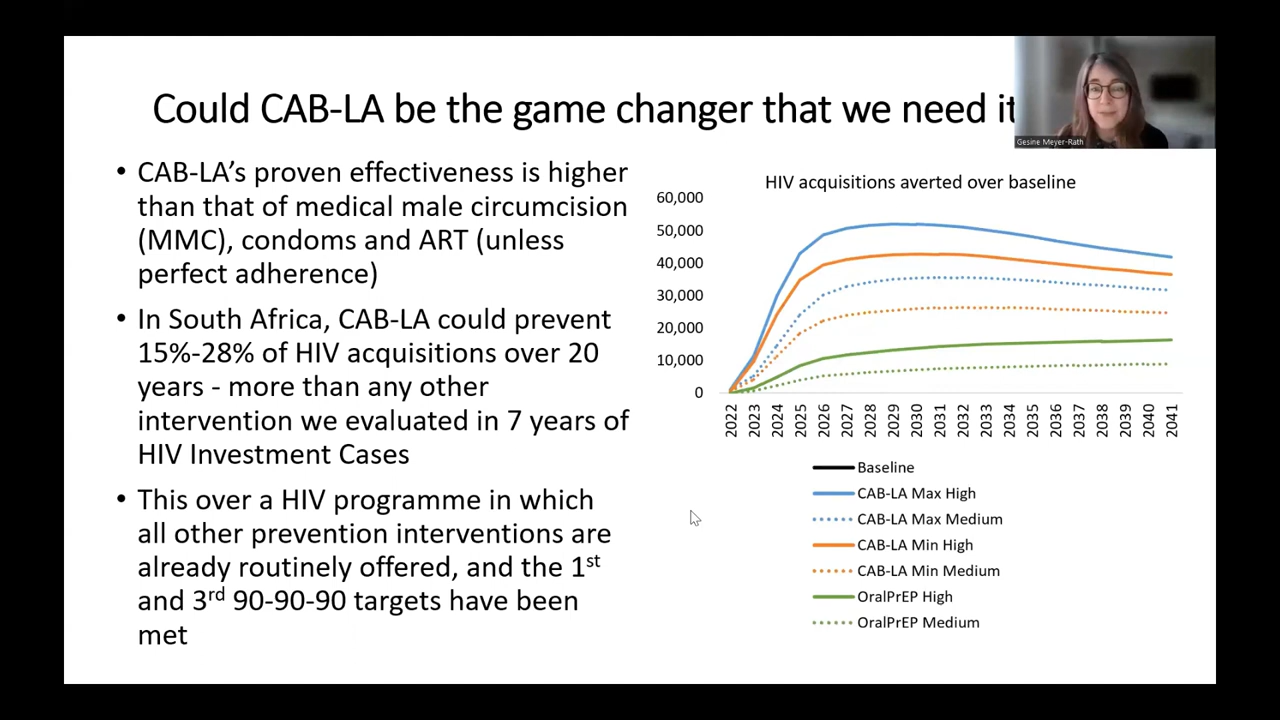 Could CAB-LA be the game changer that we need it
Gesine Meyer-Rath
• CAB-LA’s proven effectiveness is higher
than that of medical male circumcision
(MMC), condoms and ART (unless
perfect adherence)
• In South Africa, CAB-LA could prevent
15%-28% of HIV acquisitions over 20
years - more than any other
intervention we evaluated in 7 years of
HIV Investment Cases
• This over a HIV programme in which
all other prevention interventions are
already routinely offered, and the 1st
and 3rd 90-90-90 targets have been
met
HIV acquisitions averted over baseline
60,000
50,000
40,000
30,000
20,000
10,000
0
2022
2023
2024
2025
2026
2027
2028
2029
2030
2031
2032
2033
2034
2035
2036
2037
2038
2039
2040
2041
Baseline
CAB-LA Max High
CAB-LA Max Medium
CAB-LA Min High
CAB-LA Min Medium
OralPrEP High
OralPrEP Medium